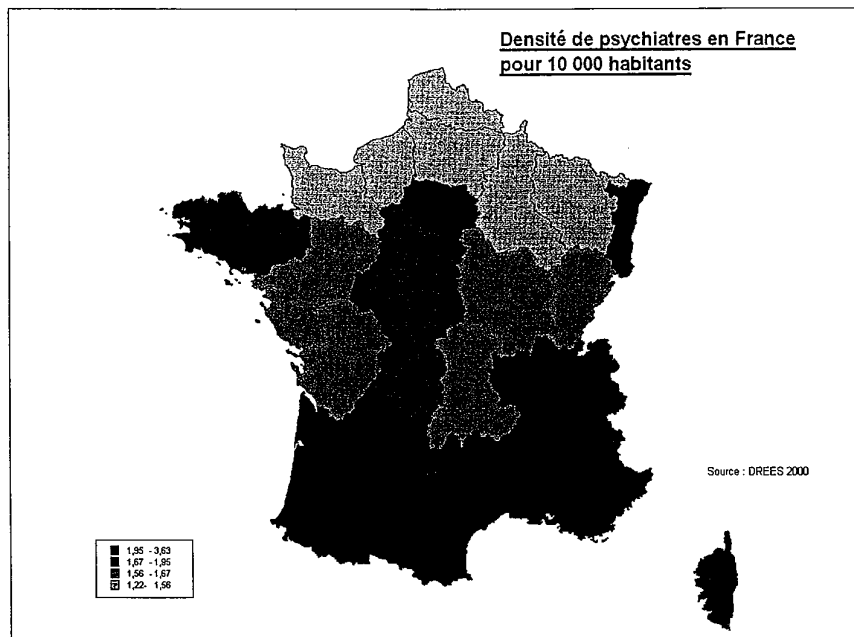 Densité de psychiatres en France
pour 10 000 habitants
Source : DREES 2000
1,95 - 3,63
1,67 - 1,95
1,56 - 1,67
1,22- 1,56